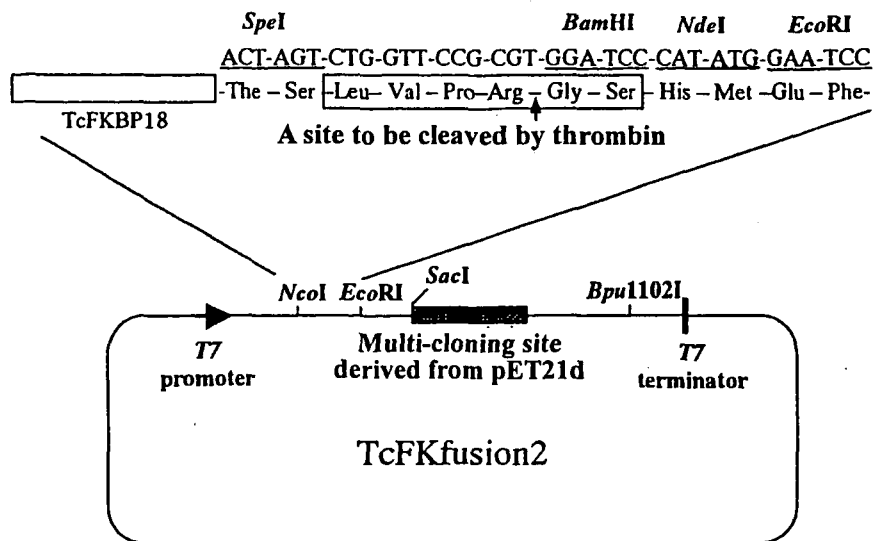 SpeI BamHI NdeI EcoRI
ACT-AGT-CTG-GTT-CCG-CGT-GGA-TCC-CAT-ATG-GAA-TCC
-The-Ser-Leu-Val-Pro-Arg-Gly-Ser-His-Met-Glu-Phe-
TcFKBP18
A site to be cleaved by thrombin
NcoI EcoRI SacI Bpu1102I
T7 promoter
Multi-cloning site
derived from pET21d
T7 terminator
TcFKfusion2